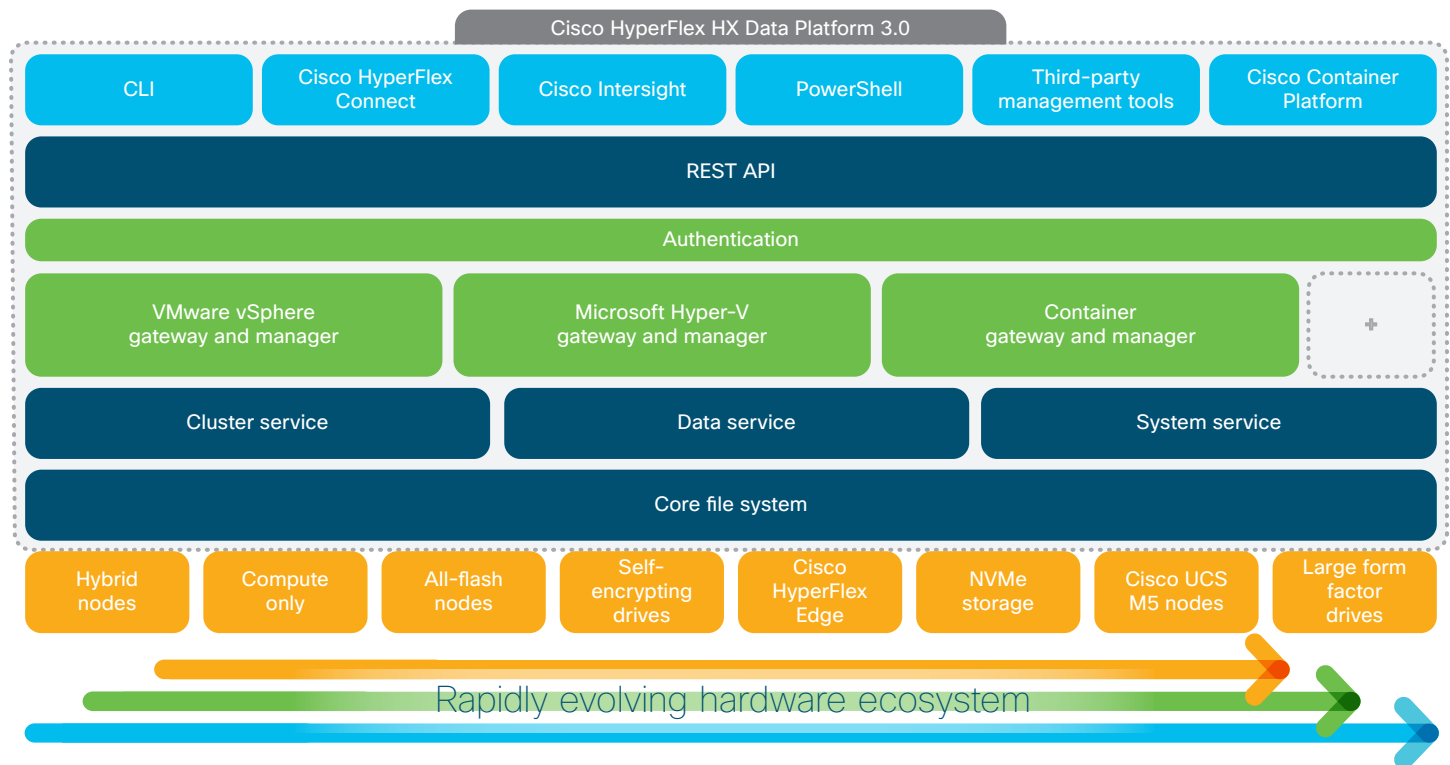 Cisco HyperFlex HX Data Platform 3.0
CLI
Cisco HyperFlex
Connect
Cisco Intersight
PowerShell
Third-party
management tools
Cisco Container
Platform
REST API
Authentication
VMware vSphere
gateway and manager
Microsoft Hyper-V
gateway and manager
Container
gateway and manager
+
Cluster service
Data service
System service
Core file system
Hybrid
nodes
Compute
only
All-flash
nodes
Self-
encrypting
drives
Cisco
HyperFlex
Edge
NVMe
storage
Cisco UCS
M5 nodes
Large form
factor
drives
Rapidly evolving hardware ecosystem